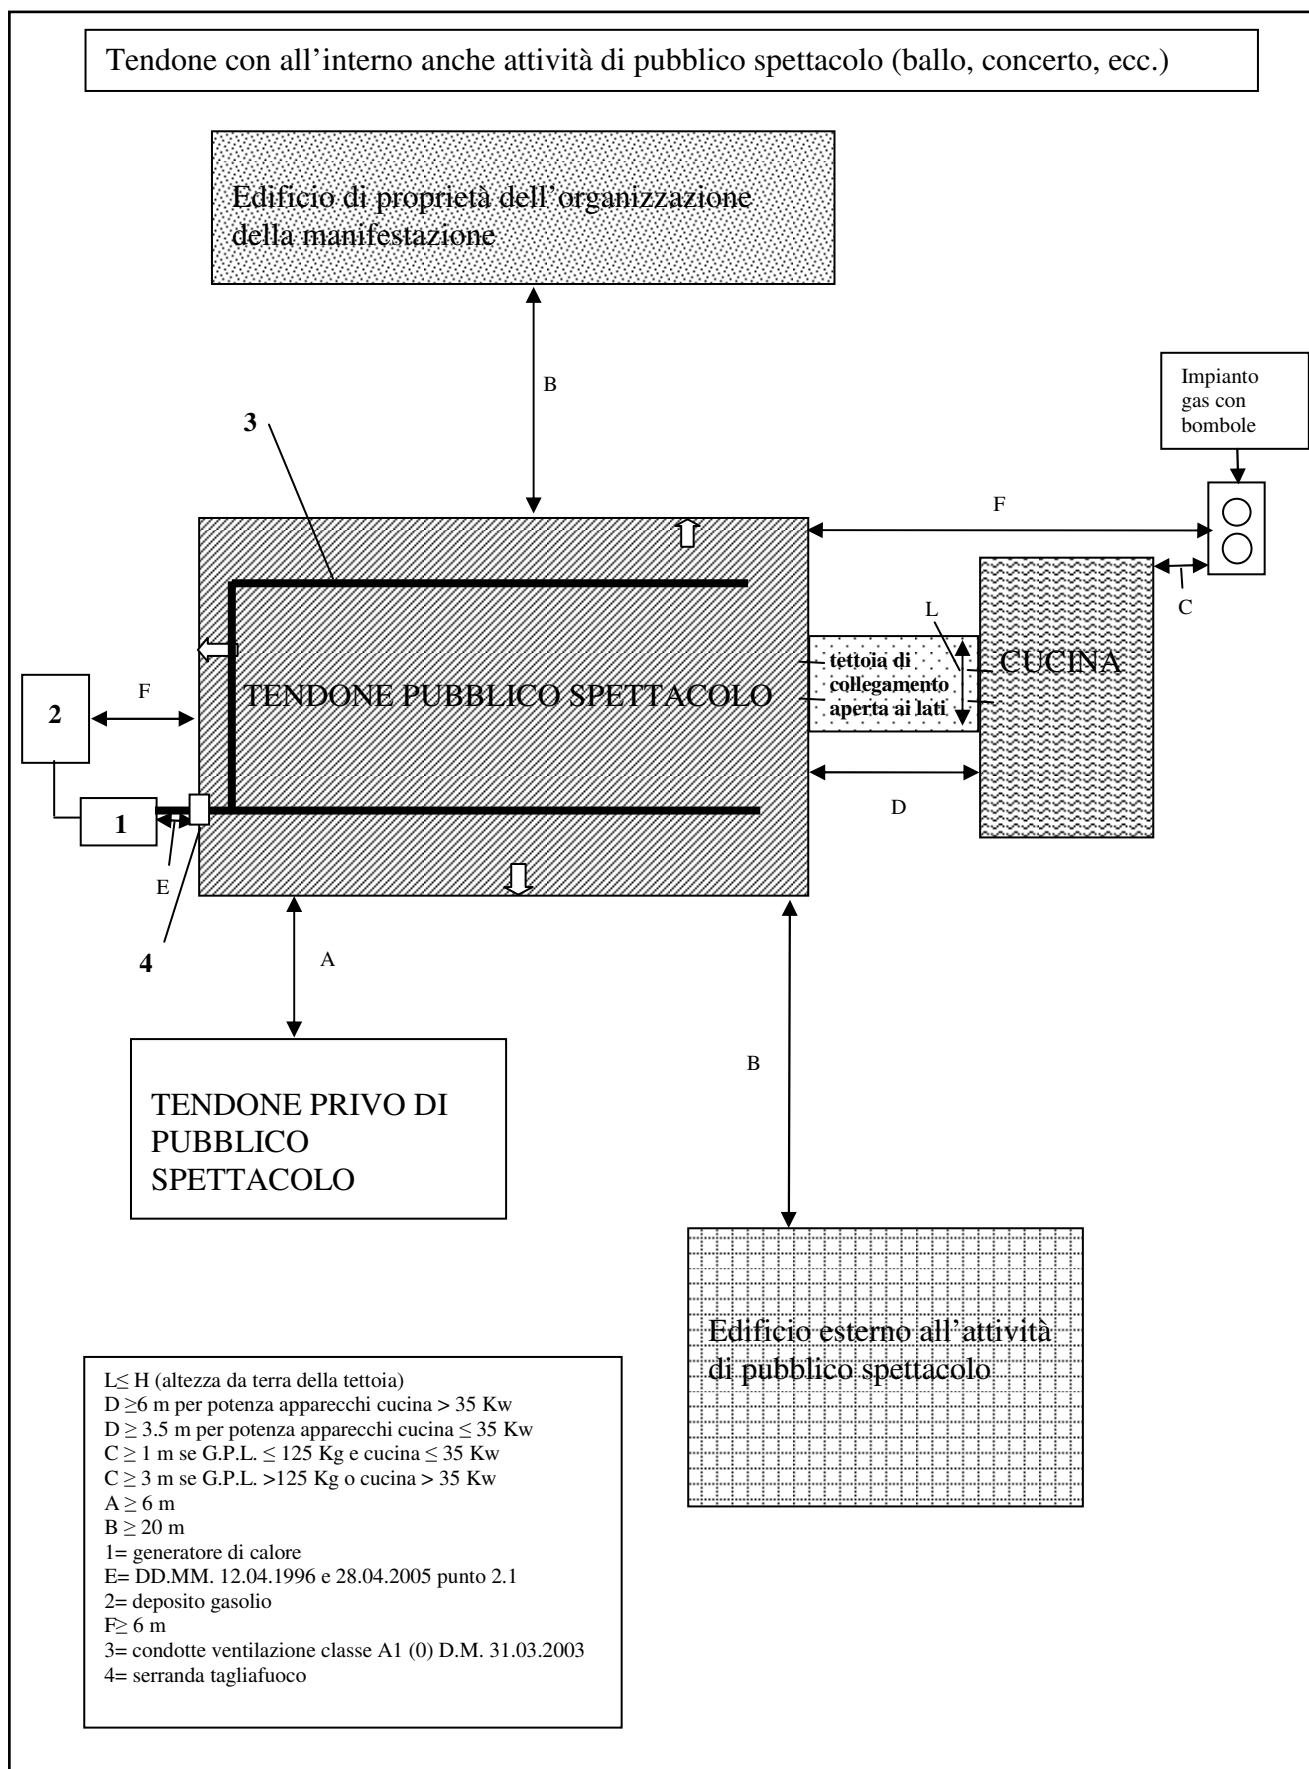 Tendone con all’interno anche attività di pubblico spettacolo (ballo, concerto, ecc.)
Edificio di proprietà dell’organizzazione
della manifestazione
B
Impianto
gas con
bombole
3
F
C
L
tettoia di
collegamento
aperta ai lati
CUCINA
TENDONE PUBBLICO SPETTACOLO
F
2
D
1
E
4
A
B
TENDONE PRIVO DI
PUBBLICO
SPETTACOLO
Edificio esterno all’attività
di pubblico spettacolo
L≤ H (altezza da terra della tettoia)
D ≥6 m per potenza apparecchi cucina > 35 Kw
D ≥ 3.5 m per potenza apparecchi cucina ≤ 35 Kw
C ≥ 1 m se G.P.L. ≤ 125 Kg e cucina ≤ 35 Kw
C ≥ 3 m se G.P.L. >125 Kg o cucina > 35 Kw
A ≥ 6 m
B ≥ 20 m
1= generatore di calore
E= DD.MM. 12.04.1996 e 28.04.2005 punto 2.1
2= deposito gasolio
F≥ 6 m
3= condotte ventilazione classe A1 (0) D.M. 31.03.2003
4= serranda tagliafuoco